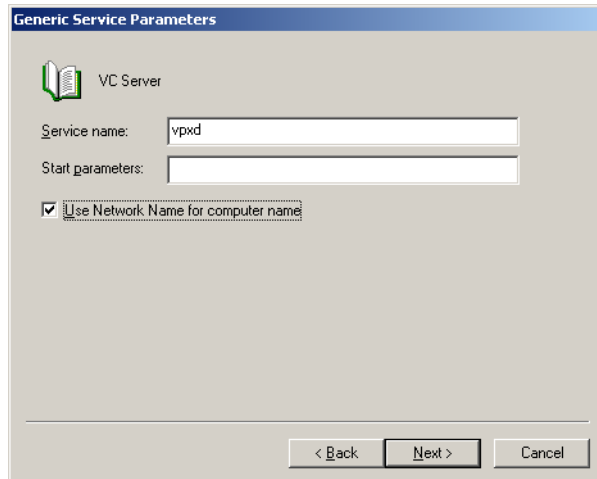 Generic Service Parameters
VC Server
Service name: vpxd
Start parameters:
Use Network Name for computer name
< Back Next > Cancel